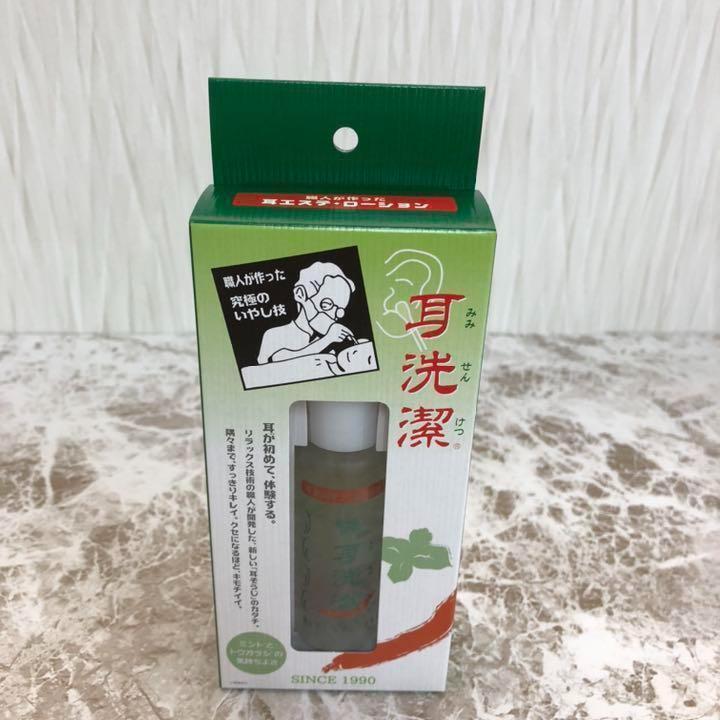 職人が作った
耳エステ・ローション
職人が作った
究極の
いやし技
耳洗潔
みみ
せん
けつ
®
耳が初めて、体験する。
リラックス技術の職人が開発した、新しい「耳そうじ」のカタチ。
隅々まで、すっきりキレイ。クセになるほど、キモチイイ。
ミントと
トウガラシの
気持ちよさ
SINCE 1990